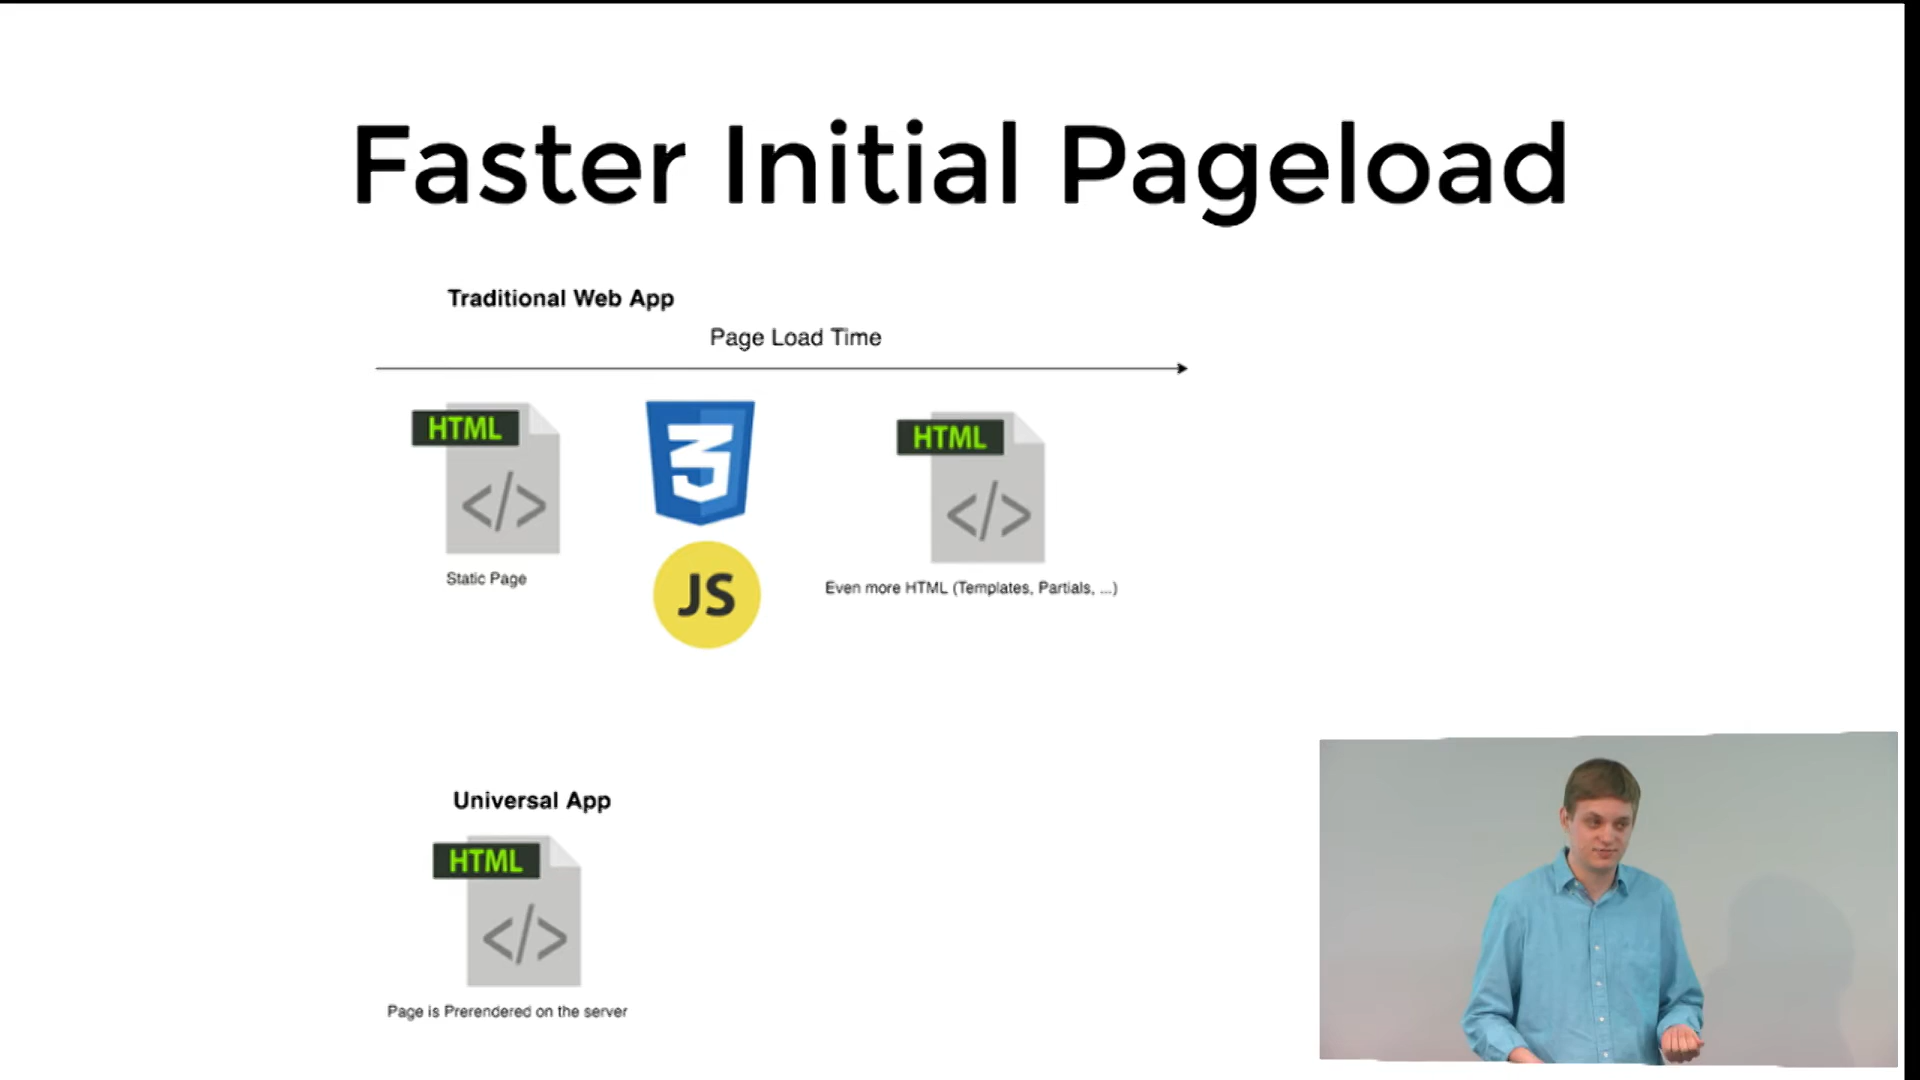 Faster Initial Pageload
Traditional Web App
Page Load Time
HTML
</>
Static Page
3
JS
HTML
</>
Even more HTML (Templates, Partials, ...)
Universal App
HTML
</>
Page is Prerendered on the server